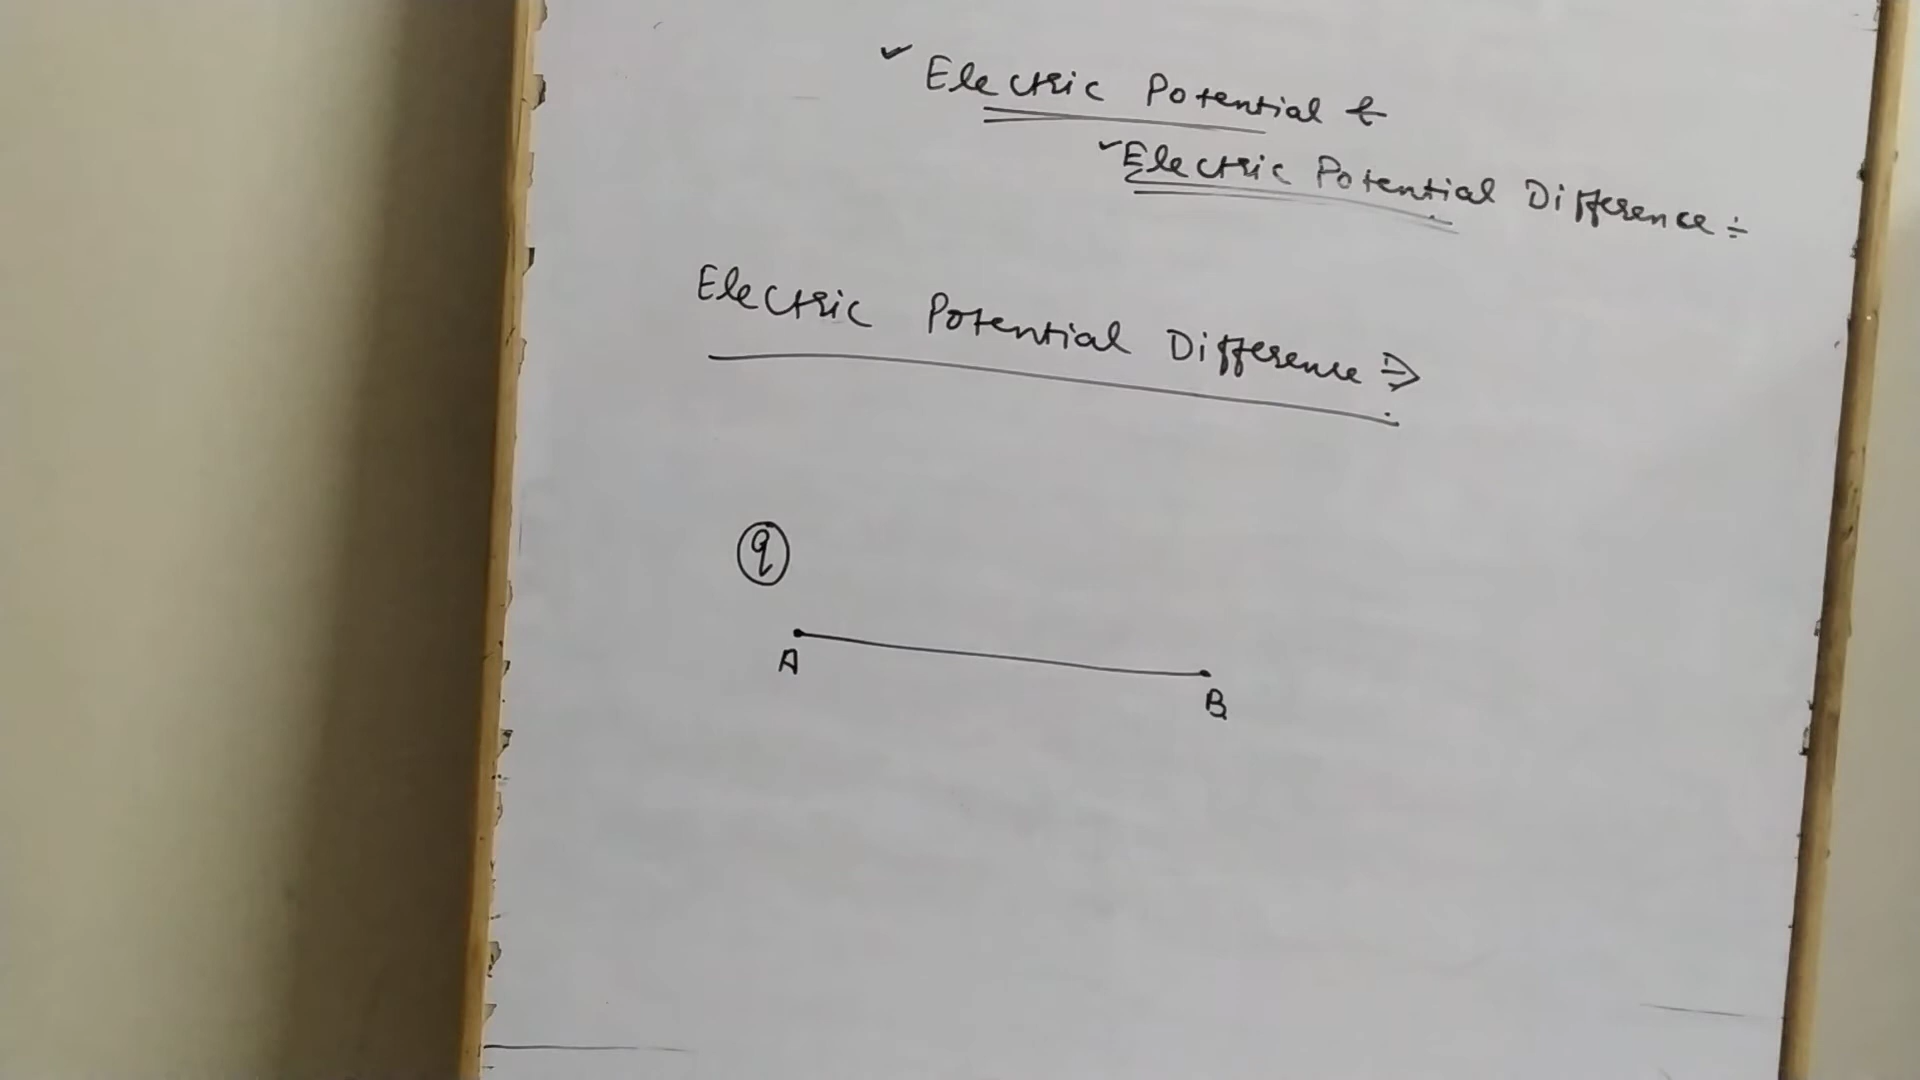 ✓ Electric Potential &
✓ Electric Potential Difference :-
Electric Potential Difference ⇒
q
A
B